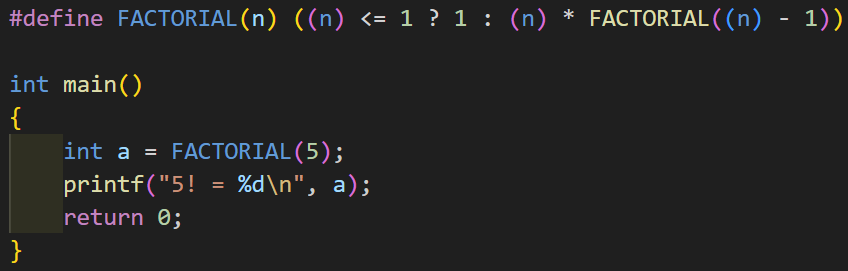 #define FACTORIAL(n) ((n) <= 1 ? 1 : (n) * FACTORIAL((n) - 1))
int main()
{
    int a = FACTORIAL(5);
    printf("5! = %d\n", a);
    return 0;
}